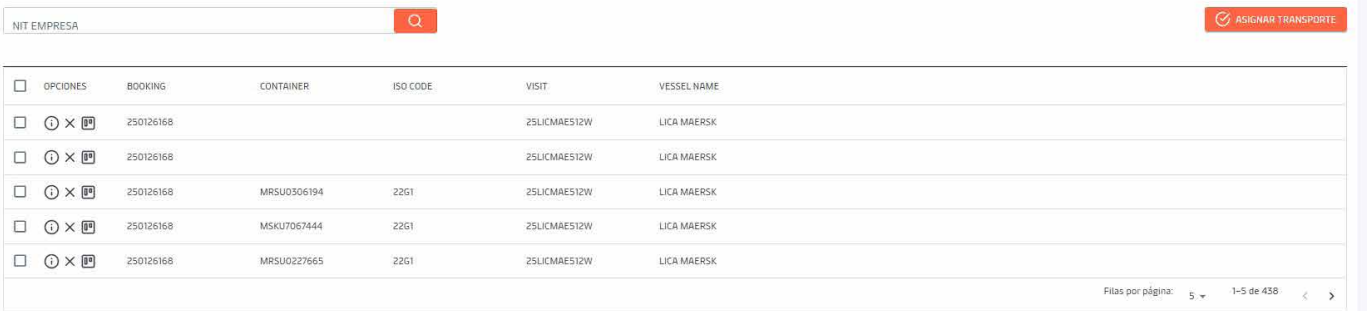 NIT EMPRESA
ASIGNAR TRANSPORTE
OPCIONES BOOKING CONTAINER ISO CODE VISIT VESSEL NAME
250126168 25LICMAE512W LICA MAERSK
250126168 25LICMAE512W LICA MAERSK
250126168 MRSU0306194 22G1 25LICMAE512W LICA MAERSK
250126168 MSKU7067444 22G1 25LICMAE512W LICA MAERSK
250126168 MRSU0227665 22G1 25LICMAE512W LICA MAERSK
Filas por página: 5 1–5 de 438